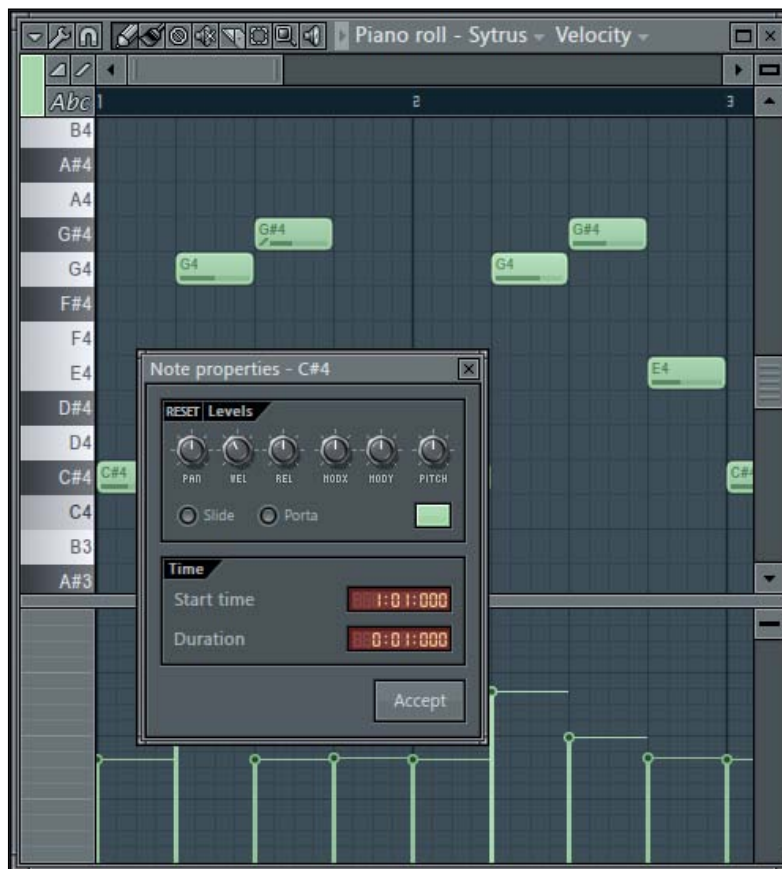 Piano roll - Sytrus Velocity
Abc 1 2 3
B4
A#4
A4
G#4 G#4 G#4
G4 G4 G4
F#4
F4
E4 E4
D#4
D4
C#4 C#4 C#
C4
B3
A#3
Note properties - C#4
RESET Levels
PAN VEL REL MODX MODY PITCH
Slide Porta
Time
Start time 1:01:000
Duration 0:01:000
Accept